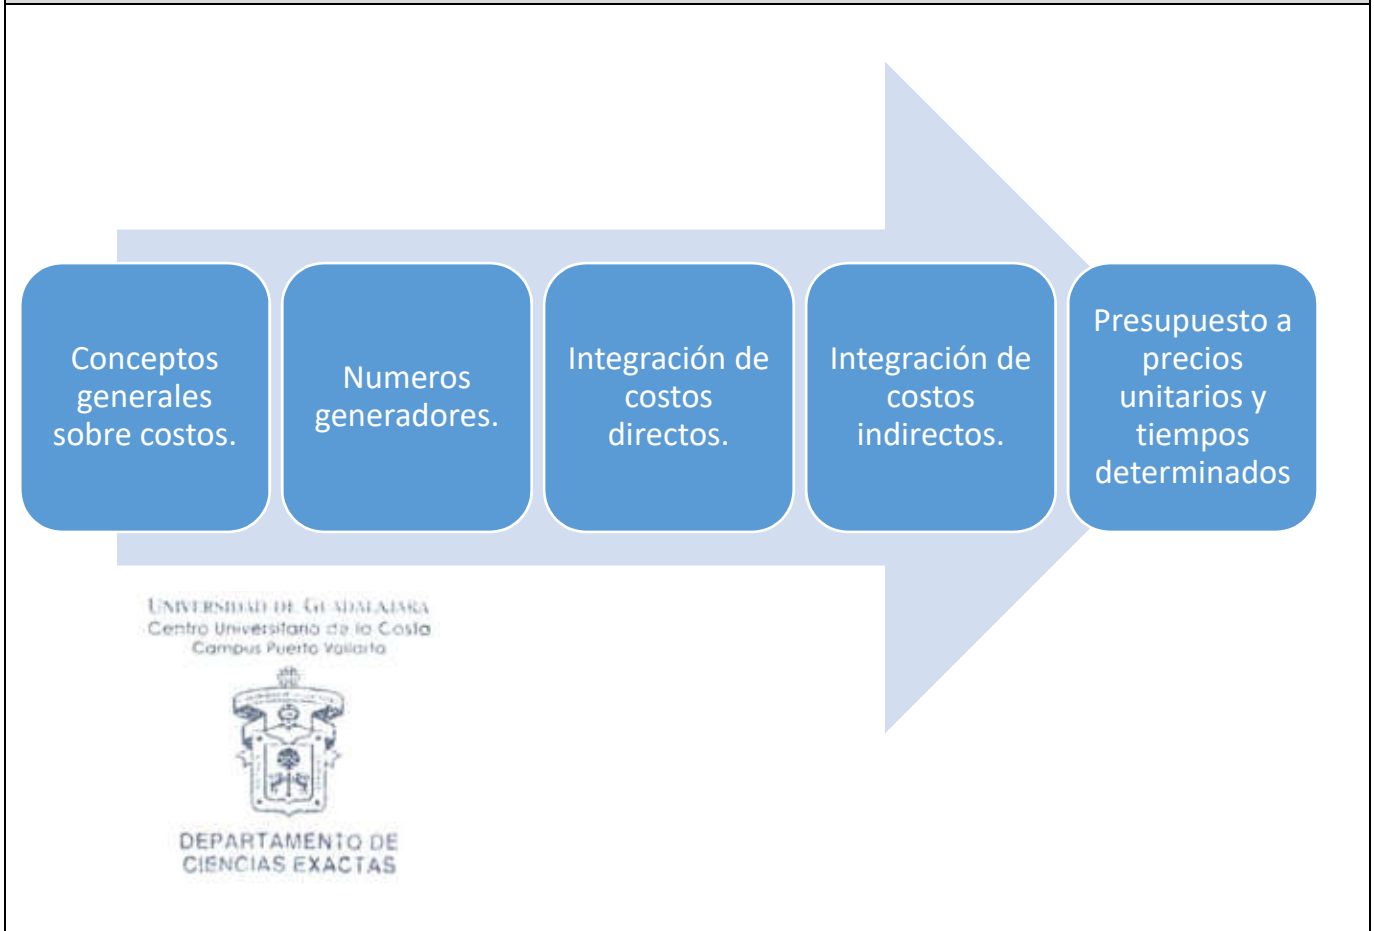 Conceptos
generales
sobre costos.
Numeros
generadores.
Integración de
costos
directos.
Integración de
costos
indirectos.
Presupuesto a
precios
unitarios y
tiempos
determinados
UNIVERSIDAD DE GUADALAJARA
Centro Universitario de la Costa
Campus Puerto Vallarta
DEPARTAMENTO DE
CIENCIAS EXACTAS